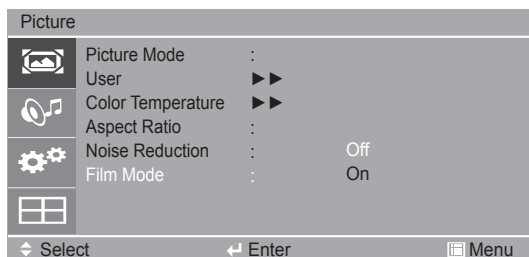 Picture
Picture Mode :
User ►►
Color Temperature ►►
Aspect Ratio :
Noise Reduction : Off
Film Mode : On
Select Enter Menu